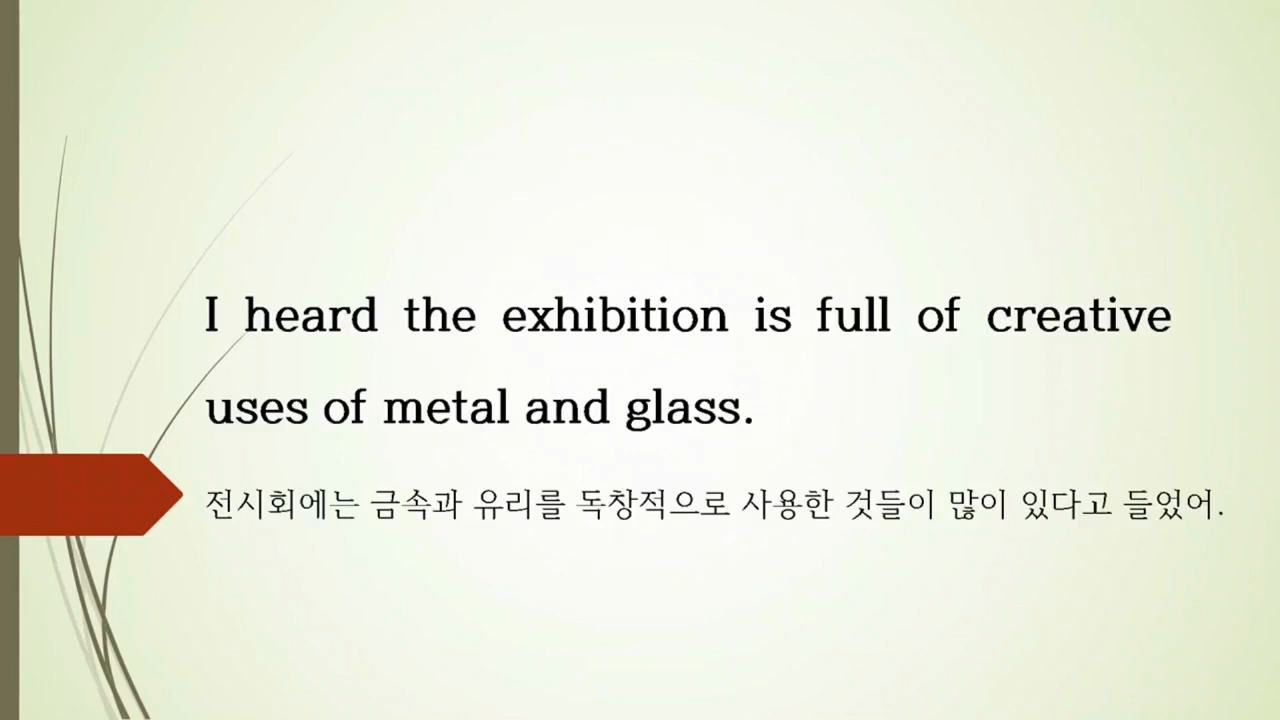 I heard the exhibition is full of creative
uses of metal and glass.
전시회에는 금속과 유리를 독창적으로 사용한 것들이 많이 있다고 들었어.